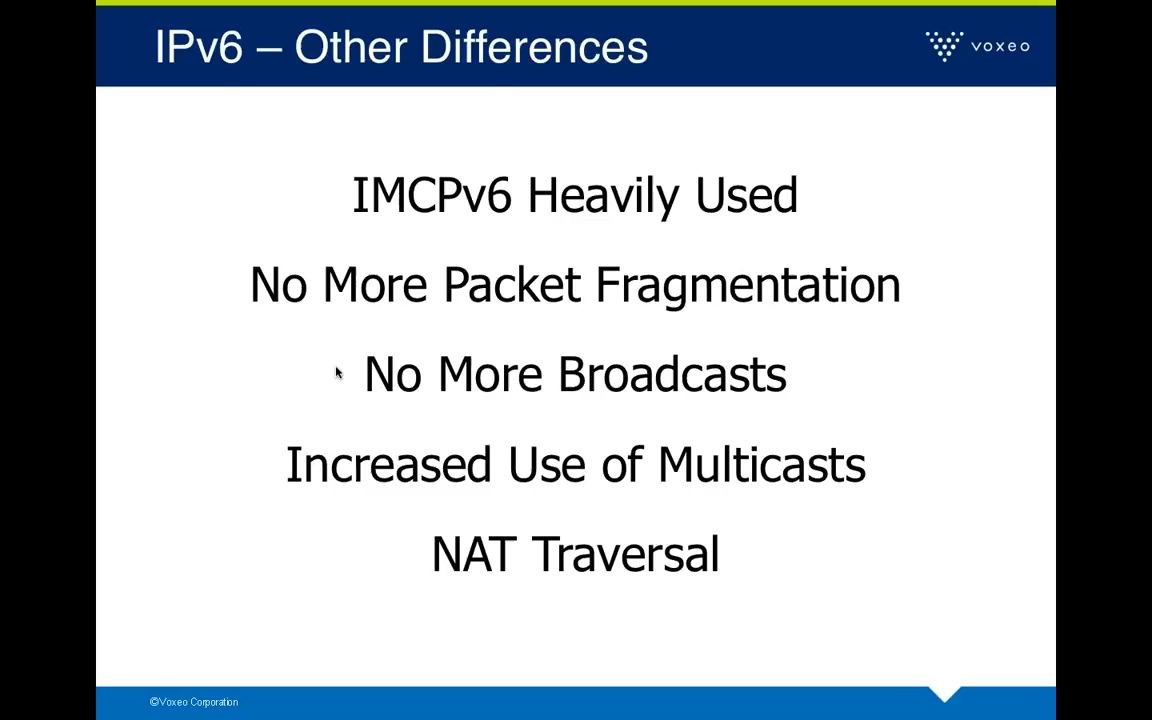 IPv6 – Other Differences
voxeo
IMCPv6 Heavily Used
No More Packet Fragmentation
No More Broadcasts
Increased Use of Multicasts
NAT Traversal
©Voxeo Corporation